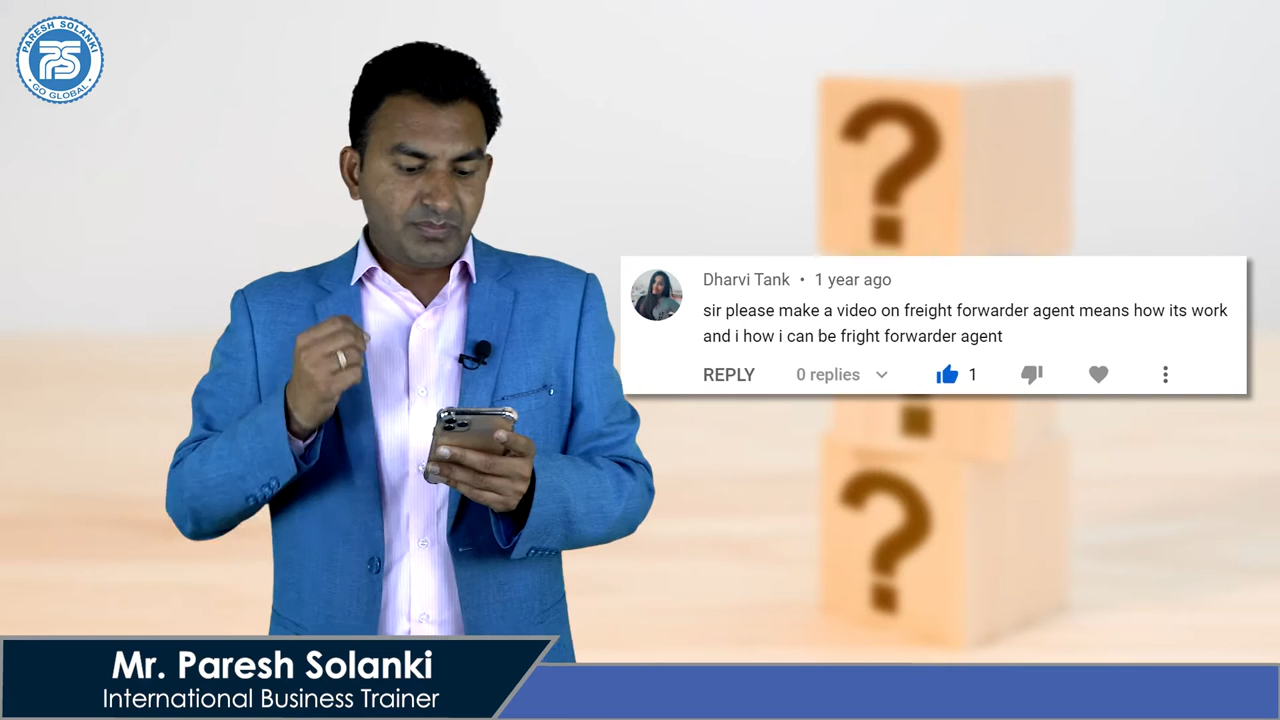 PARESH SOLANKI
PS
GO GLOBAL
?
Dharvi Tank • 1 year ago
sir please make a video on freight forwarder agent means how its work
and i how i can be fright forwarder agent
REPLY 0 replies 1
?
Mr. Paresh Solanki
International Business Trainer